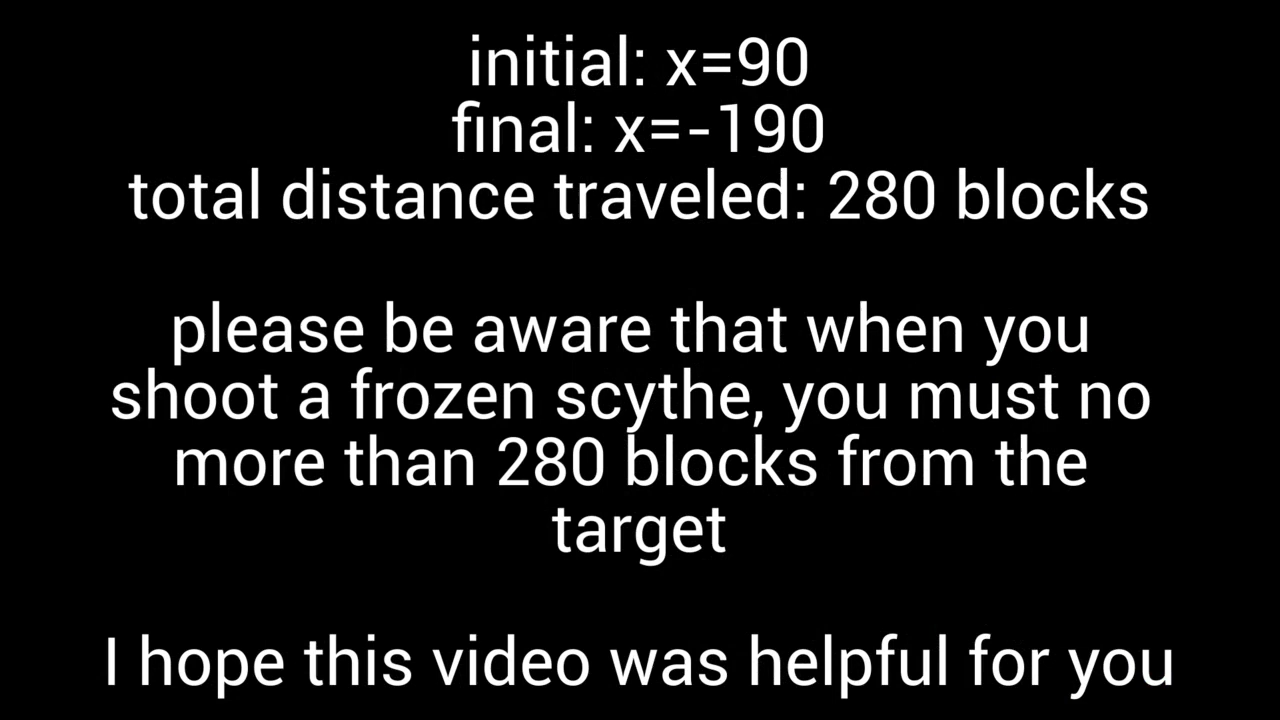 initial: x=90
final: x=-190
total distance traveled: 280 blocks
please be aware that when you
shoot a frozen scythe, you must no
more than 280 blocks from the
target
I hope this video was helpful for you